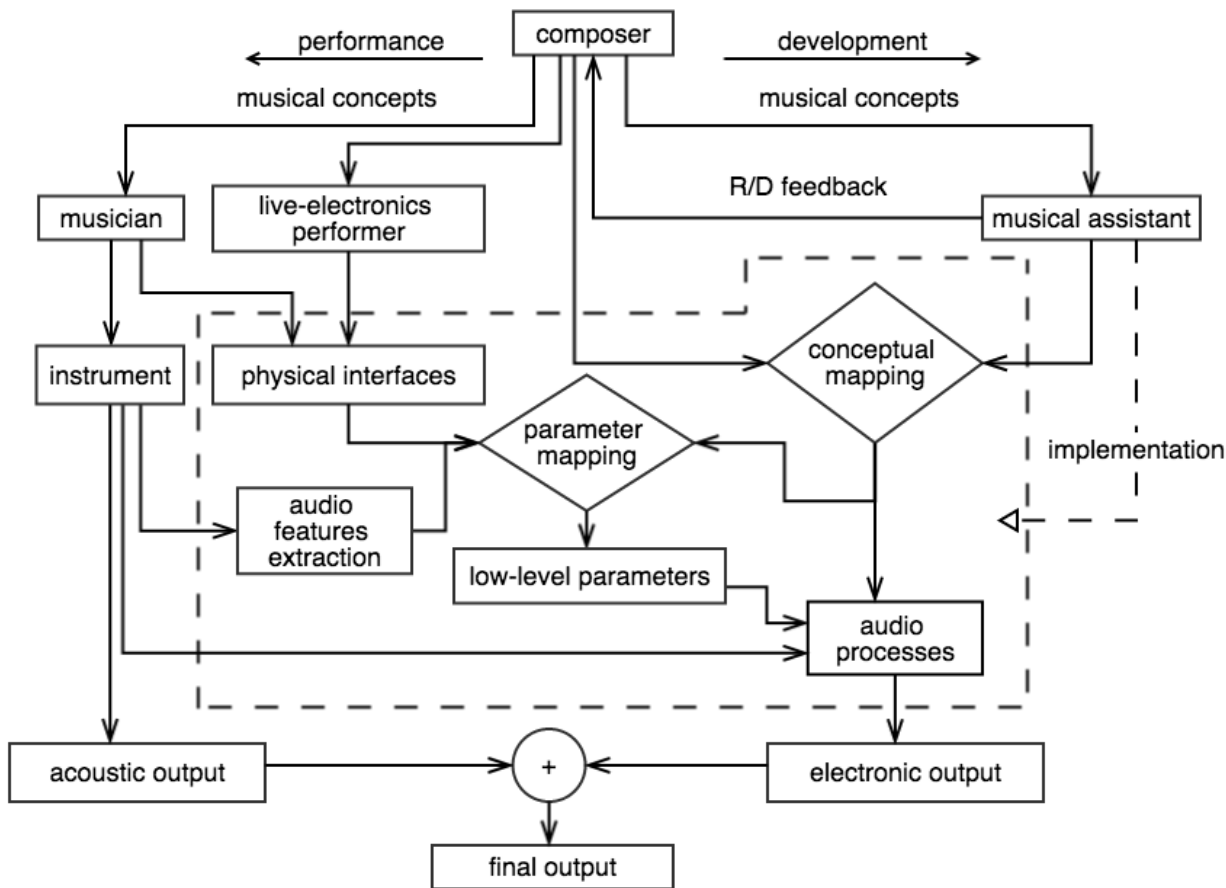 composer
performance
development
musical concepts
musical concepts
R/D feedback
musician
live-electronics
performer
musical assistant
instrument
physical interfaces
conceptual
mapping
parameter
mapping
implementation
audio
features
extraction
low-level parameters
audio
processes
acoustic output
+
electronic output
final output